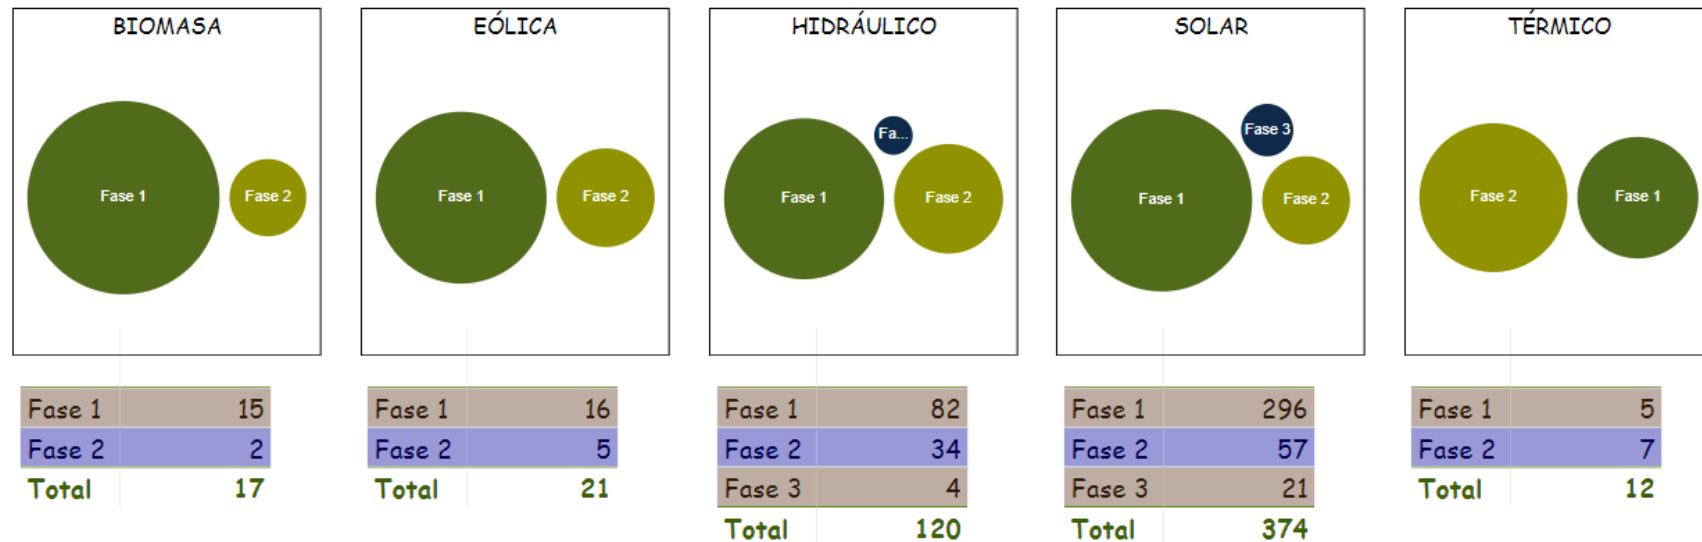 BIOMASA
EÓLICA
HIDRÁULICO
SOLAR
TÉRMICO
Fase 1
Fase 2
Fase 1
Fase 2
Fase 1
Fa...
Fase 2
Fase 1
Fase 3
Fase 2
Fase 2
Fase 1
Fase 1 15
Fase 2 2
Total 17
Fase 1 16
Fase 2 5
Total 21
Fase 1 82
Fase 2 34
Fase 3 4
Total 120
Fase 1 296
Fase 2 57
Fase 3 21
Total 374
Fase 1 5
Fase 2 7
Total 12